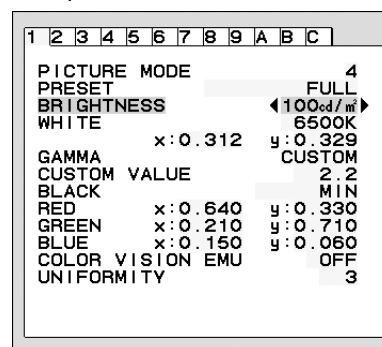 1 2 3 4 5 6 7 8 9 A B C
PICTURE MODE 4
PRESET FULL
BRIGHTNESS 100cd/㎡
WHITE 6500K
x:0.312 y:0.329
GAMMA CUSTOM
CUSTOM VALUE 2.2
BLACK MIN
RED x:0.640 y:0.330
GREEN x:0.210 y:0.710
BLUE x:0.150 y:0.060
COLOR VISION EMU OFF
UNIFORMITY 3